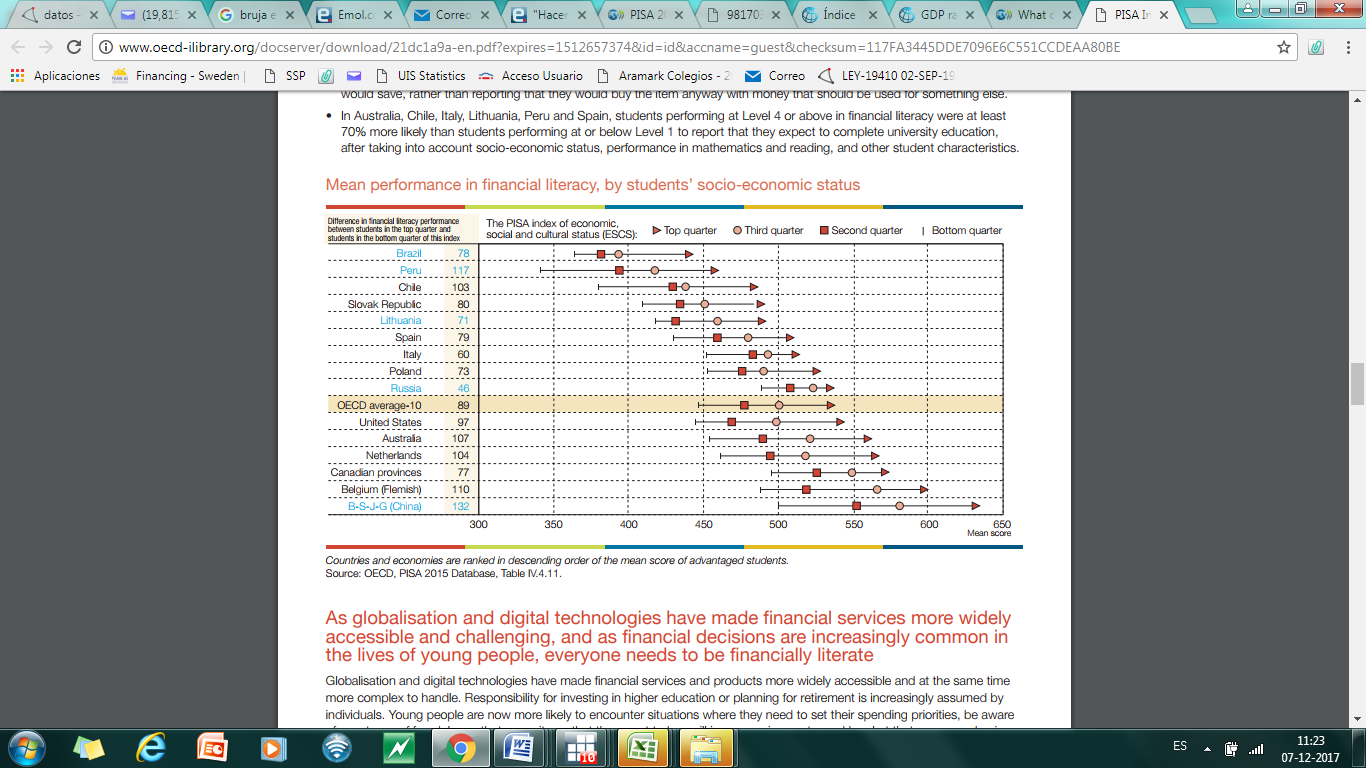 datos -
(19,815
bruja e
Emol.c
Correo
"Hacer
PISA 20
981703
Índice
GDP ra
What c
PISA In
www.oecd-ilibrary.org/docserver/download/21dc1a9a-en.pdf?expires=1512657374&id=id&accname=guest&checksum=117FA3445DDE7096E6C551CCDEAA80BE
Aplicaciones Financing - Sweden | SSP UIS Statistics Acceso Usuario Aramark Colegios - 2 Correo LEY-19410 02-SEP-19
would save, rather than reporting that they would buy the item anyway with money that should be used for something else.
• In Australia, Chile, Italy, Lithuania, Peru and Spain, students performing at Level 4 or above in financial literacy were at least
70% more likely than students performing at or below Level 1 to report that they expect to complete university education,
after taking into account socio-economic status, performance in mathematics and reading, and other student characteristics.
Mean performance in financial literacy, by students' socio-economic status
Difference in financial literacy performance
between students in the top quarter and
students in the bottom quarter of this index
The PISA index of economic,
social and cultural status (ESCS):
Top quarter Third quarter Second quarter Bottom quarter
Brazil 78
Peru 117
Chile 103
Slovak Republic 80
Lithuania 71
Spain 79
Italy 60
Poland 73
Russia 46
OECD average-10 89
United States 97
Australia 107
Netherlands 104
Canadian provinces 77
Belgium (Flemish) 110
B-S-J-G (China) 132
300 350 400 450 500 550 600 650
Mean score
Countries and economies are ranked in descending order of the mean score of advantaged students.
Source: OECD, PISA 2015 Database, Table IV.4.11.
As globalisation and digital technologies have made financial services more widely
accessible and challenging, and as financial decisions are increasingly common in
the lives of young people, everyone needs to be financially literate
Globalisation and digital technologies have made financial services and products more widely accessible and at the same time
more complex to handle. Responsibility for investing in higher education or planning for retirement is increasingly assumed by
individuals. Young people are now more likely to encounter situations where they need to set their spending priorities, be aware
10
ES
11:23
07-12-2017